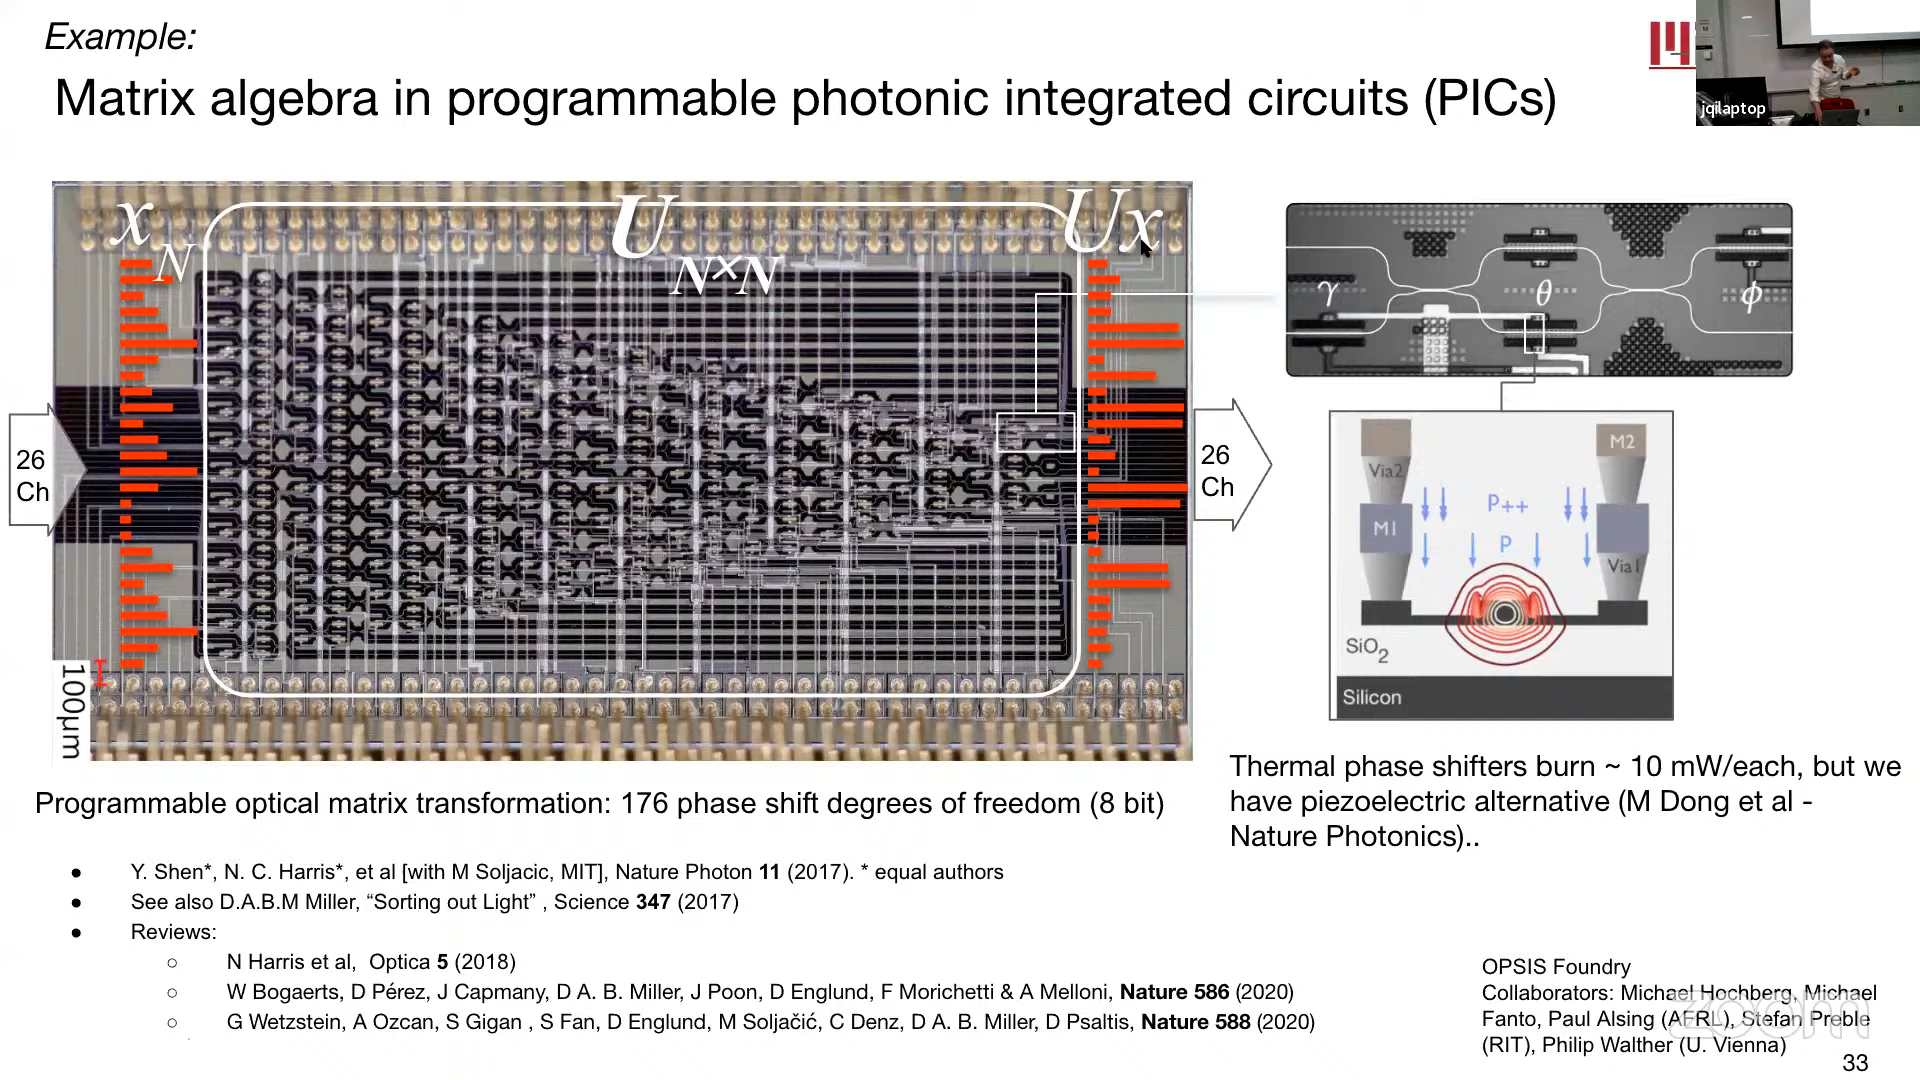 Example:
Matrix algebra in programmable photonic integrated circuits (PICs)
jqilaptop
x_N
U_N×N
Ux
26
Ch
26
Ch
100μm
γ
θ
ϕ
M2
Via2
P++
M1
P
Via1
SiO₂
Silicon
Thermal phase shifters burn ~ 10 mW/each, but we
have piezoelectric alternative (M Dong et al -
Nature Photonics)..
Programmable optical matrix transformation: 176 phase shift degrees of freedom (8 bit)
● Y. Shen*, N. C. Harris*, et al [with M Soljacic, MIT], Nature Photon 11 (2017). * equal authors
● See also D.A.B.M Miller, “Sorting out Light” , Science 347 (2017)
● Reviews:
○ N Harris et al, Optica 5 (2018)
○ W Bogaerts, D Pérez, J Capmany, D A. B. Miller, J Poon, D Englund, F Morichetti & A Melloni, Nature 586 (2020)
○ G Wetzstein, A Ozcan, S Gigan , S Fan, D Englund, M Soljačić, C Denz, D A. B. Miller, D Psaltis, Nature 588 (2020)
OPSIS Foundry
Collaborators: Michael Hochberg, Michael
Fanto, Paul Alsing (AFRL), Stefan Preble
(RIT), Philip Walther (U. Vienna)
zoom
33